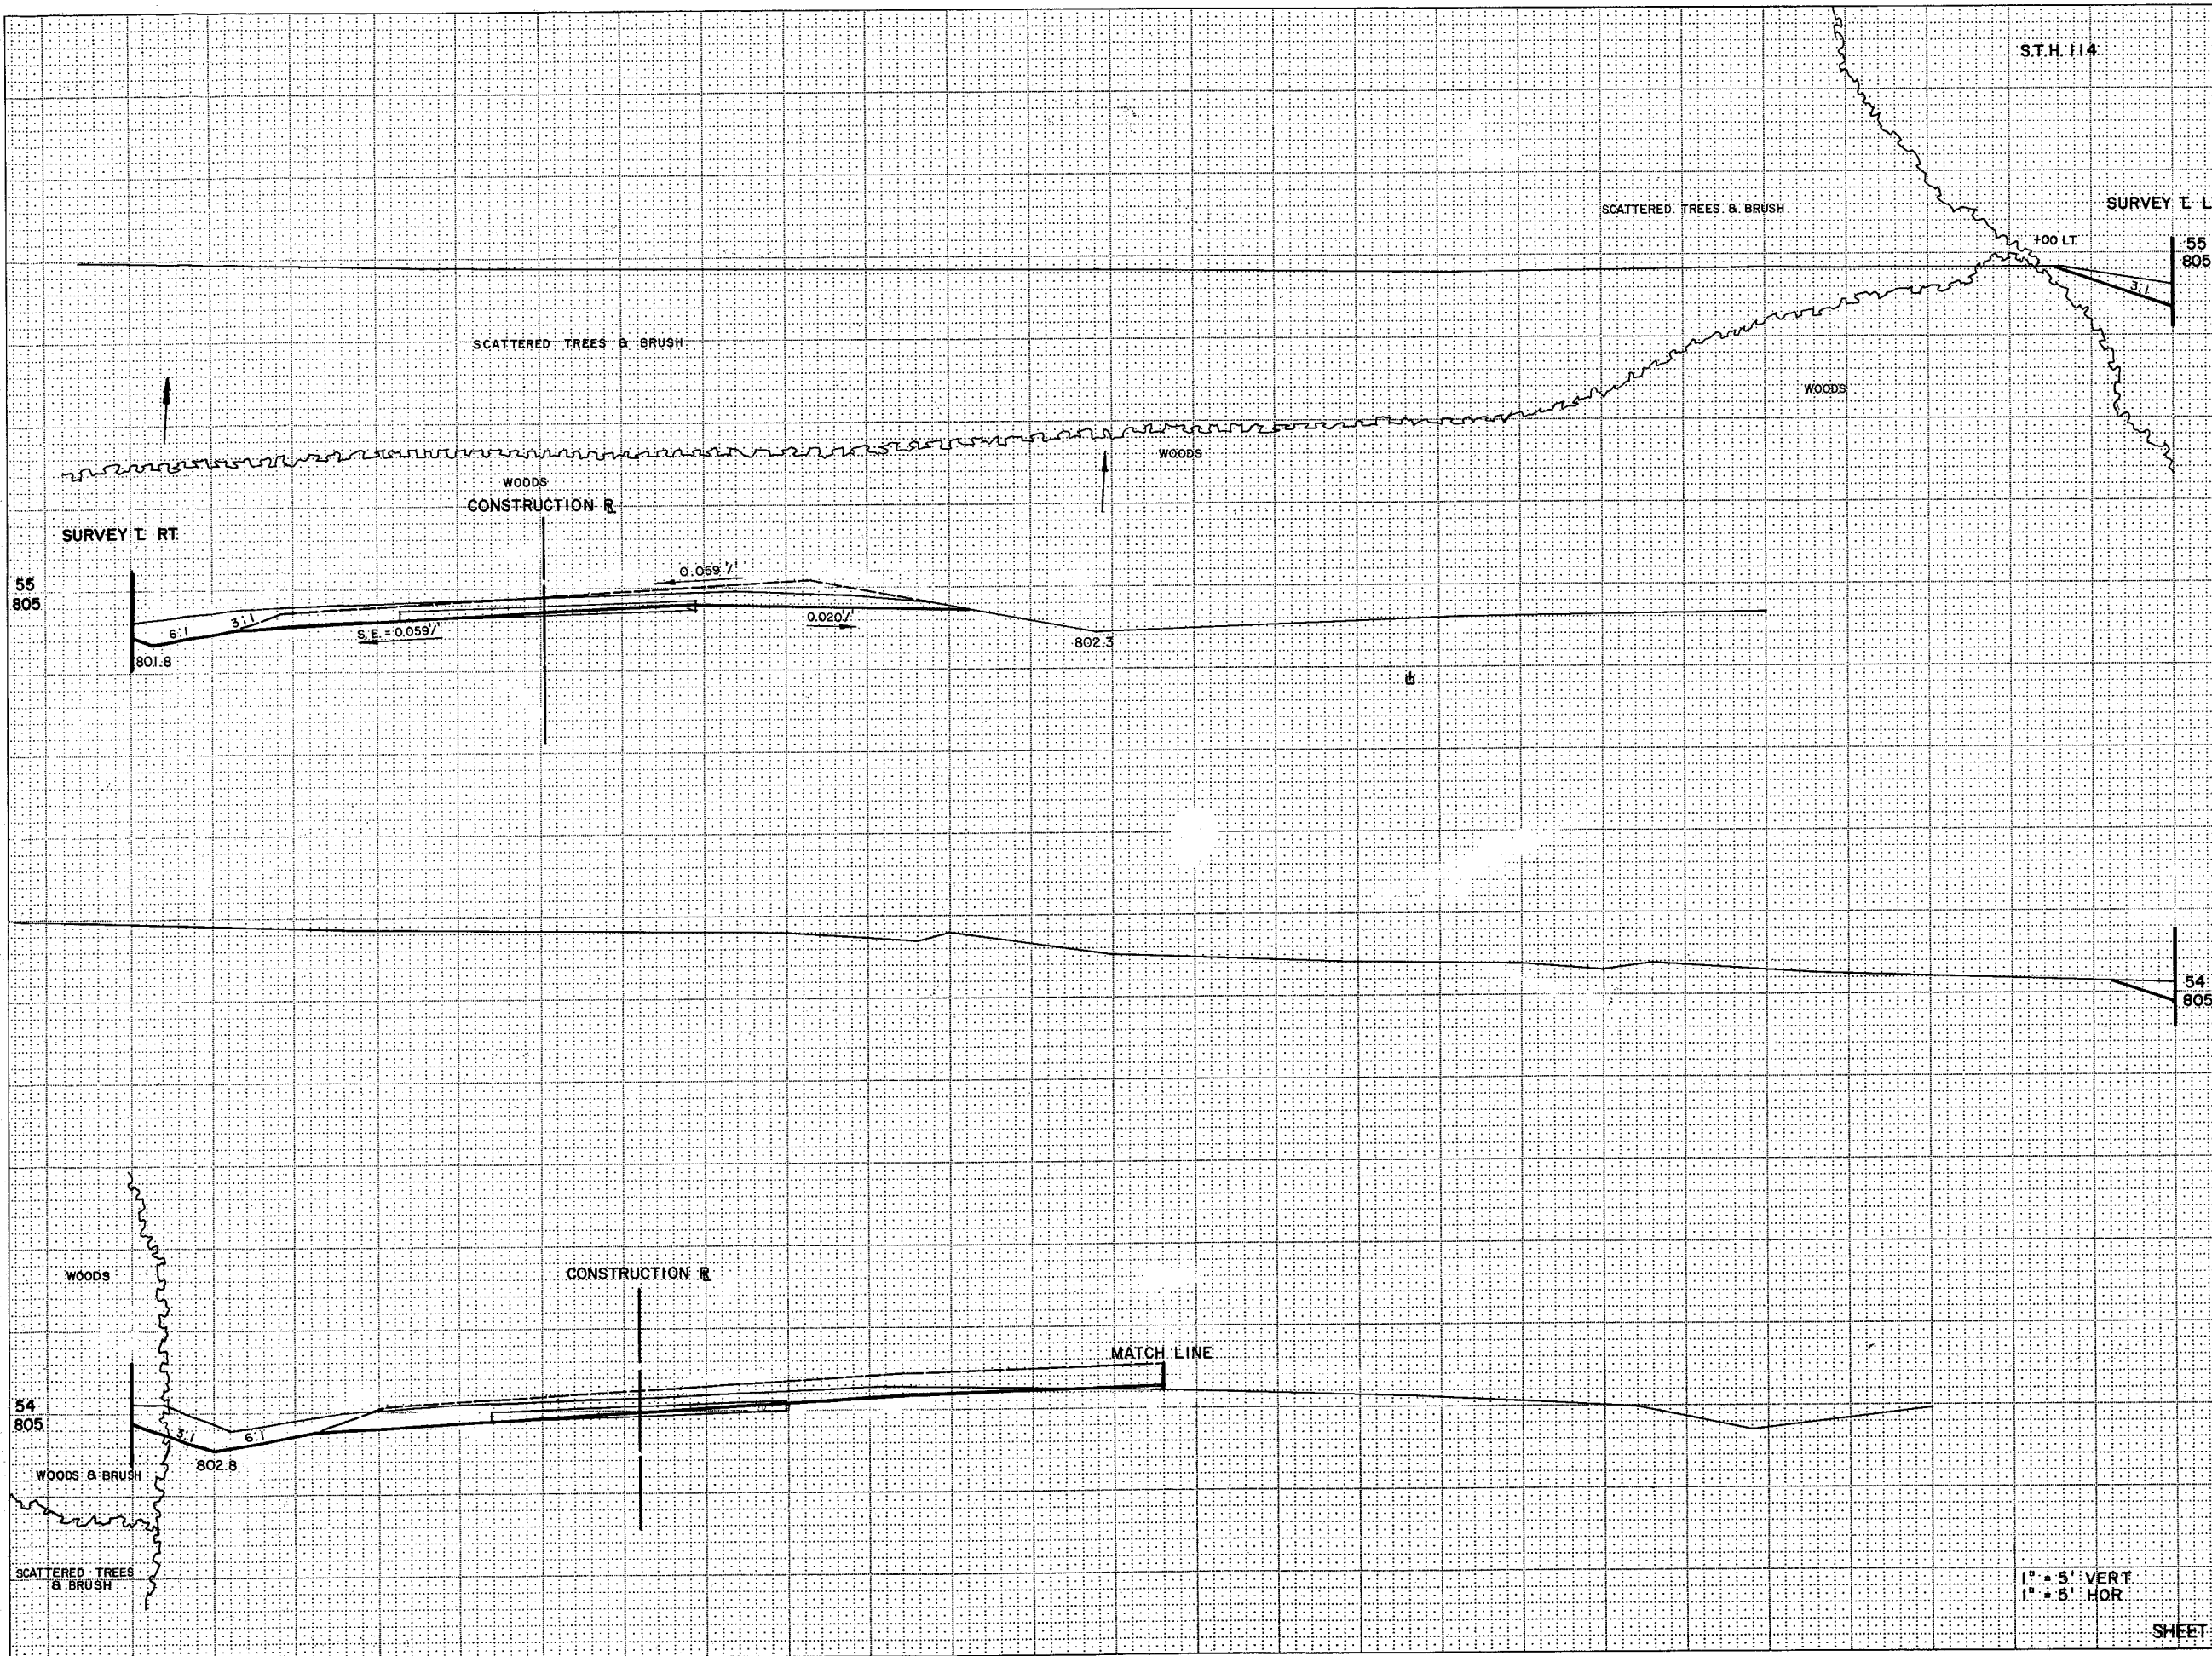 S.T.H. 114
SCATTERED TREES & BRUSH
SURVEY T. L
+00 LT.
55
805
3:1
SCATTERED TREES & BRUSH
WOODS
WOODS
WOODS
CONSTRUCTION R
SURVEY T. RT.
55
805
0.059'/'
6:1
3:1
S.E. = 0.059'/'
0.020'/'
801.8
802.3
54
805
WOODS
CONSTRUCTION R
MATCH LINE
54
805
3:1
6:1
802.8
WOODS & BRUSH
SCATTERED TREES
& BRUSH
1" = 5' VERT
1" = 5' HOR
SHEET